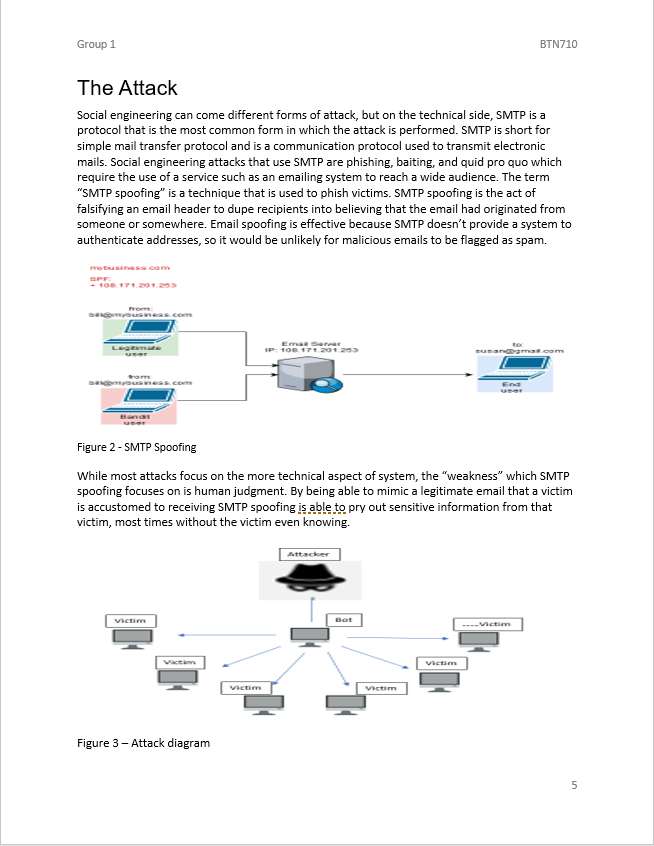 Group 1
BTN710
The Attack
Social engineering can come different forms of attack, but on the technical side, SMTP is a
protocol that is the most common form in which the attack is performed. SMTP is short for
simple mail transfer protocol and is a communication protocol used to transmit electronic
mails. Social engineering attacks that use SMTP are phishing, baiting, and quid pro quo which
require the use of a service such as an emailing system to reach a wide audience. The term
“SMTP spoofing” is a technique that is used to phish victims. SMTP spoofing is the act of
falsifying an email header to dupe recipients into believing that the email had originated from
someone or somewhere. Email spoofing is effective because SMTP doesn’t provide a system to
authenticate addresses, so it would be unlikely for malicious emails to be flagged as spam.
mybusiness.com
SPF:
+ 108.171.201.253
from:
bill@mybusiness.com
Legitimate
user
Email Server
IP: 108.171.201.253
to:
susan@gmail.com
End
user
from:
bill@mybusiness.com
Bandit
user
Figure 2 - SMTP Spoofing
While most attacks focus on the more technical aspect of system, the “weakness” which SMTP
spoofing focuses on is human judgment. By being able to mimic a legitimate email that a victim
is accustomed to receiving SMTP spoofing is able to pry out sensitive information from that
victim, most times without the victim even knowing.
Attacker
Bot
Victim
----Victim
Victim
Victim
Victim
Victim
Figure 3 – Attack diagram
5